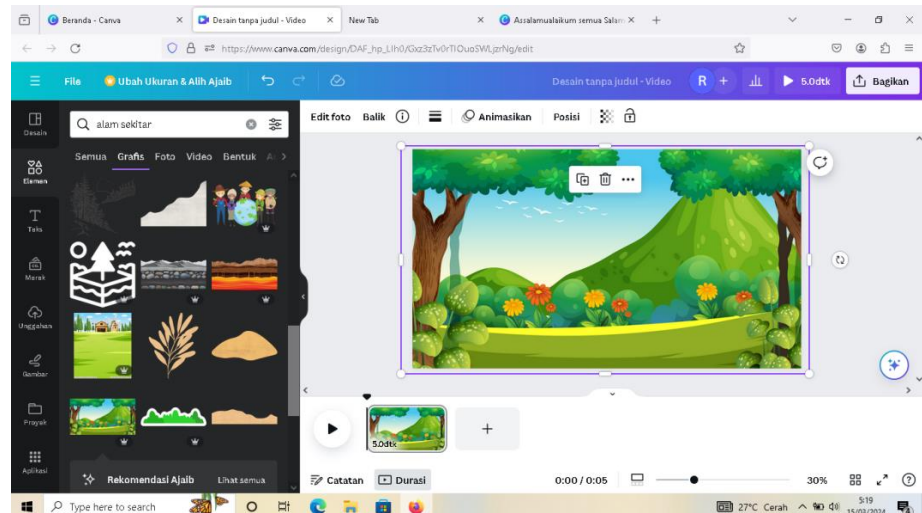 Beranda - Canva
Desain tanpa judul - Video
New Tab
Assalamualaikum semua Salam
https://www.canva.com/design/DAF_hp_LIh0/Gxz3zTv0rTIOuoSWLjzrNg/edit
File
Ubah Ukuran & Alih Ajaib
Desain tanpa judul - Video
R
5.0dtk
Bagikan
Desain
Elemen
Teks
Merek
Unggahan
Gambar
Proyek
Aplikasi
alam sekitar
Semua Grafis Foto Video Bentuk
Rekomendasi Ajaib Lihat semua
Edit foto Balik Animasikan Posisi
5.0dtk
Catatan Durasi 0:00 / 0:05 30%
Type here to search
27°C Cerah
5:19
15/03/2024